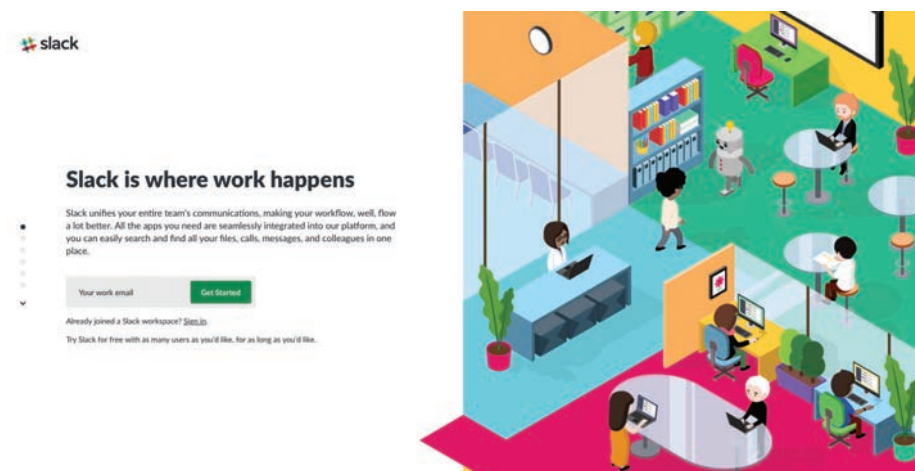 slack
Slack is where work happens
Slack unifies your entire team's communications, making your workflow, well, flow
a lot better. All the apps you need are seamlessly integrated into our platform, and
you can easily search and find all your files, calls, messages, and colleagues in one
place.
Your work email Get Started
Already joined a Slack workspace? Sign in.
Try Slack for free with as many users as you'd like, for as long as you'd like.